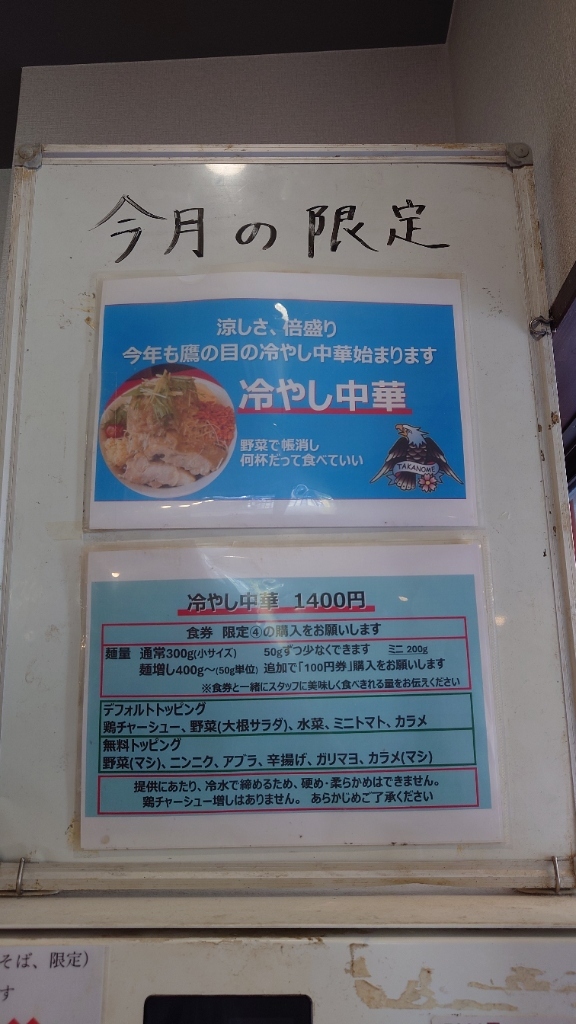 今月の限定
涼しさ、倍盛り
今年も鷹の目の冷やし中華始まります
冷やし中華
野菜で帳消し
何杯だって食べていい
TAKANOME
冷やし中華 1400円
食券 限定④の購入をお願いします
麺量 通常300g(小サイズ) 50gずつ少なくできます ミニ 200g
麺増し400g〜(50g単位) 追加で「100円券」購入をお願いします
※食券と一緒にスタッフに美味しく食べきれる量をお伝えください
デフォルトトッピング
鶏チャーシュー、野菜(大根サラダ)、水菜、ミニトマト、カラメ
無料トッピング
野菜(マシ)、ニンニク、アブラ、辛揚げ、ガリマヨ、カラメ(マシ)
提供にあたり、冷水で締めるため、硬め・柔らかめはできません。
鶏チャーシュー増しはありません。 あらかじめご了承ください
そば、限定)
す